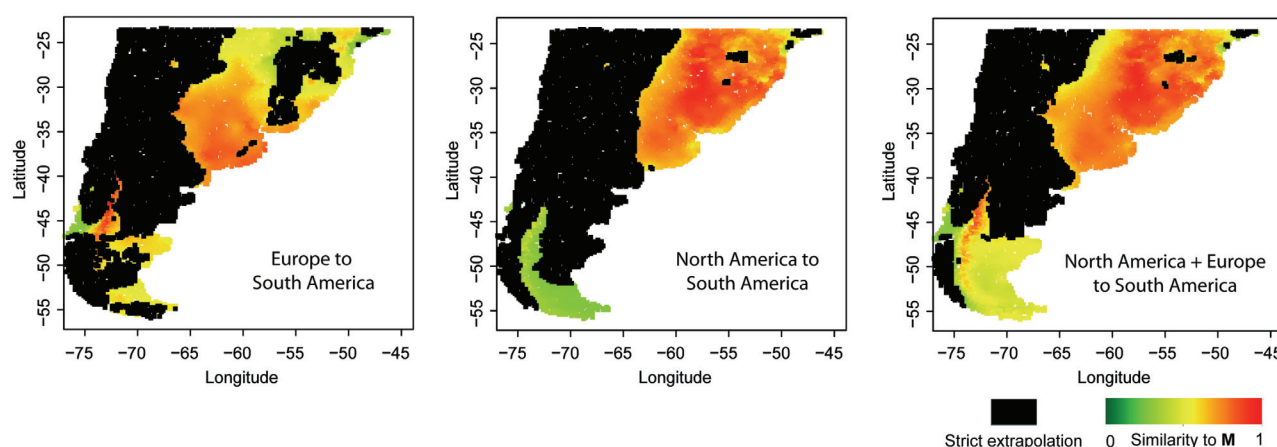 Latitude
−25
−30
−35
−40
−45
−50
−55
Europe to
South America
−75 −70 −65 −60 −55 −50 −45
Longitude
Latitude
−25
−30
−35
−40
−45
−50
−55
North America to
South America
−75 −70 −65 −60 −55 −50 −45
Longitude
Latitude
−25
−30
−35
−40
−45
−50
−55
North America + Europe
to South America
−75 −70 −65 −60 −55 −50 −45
Longitude
Strict extrapolation
0 Similarity to M 1